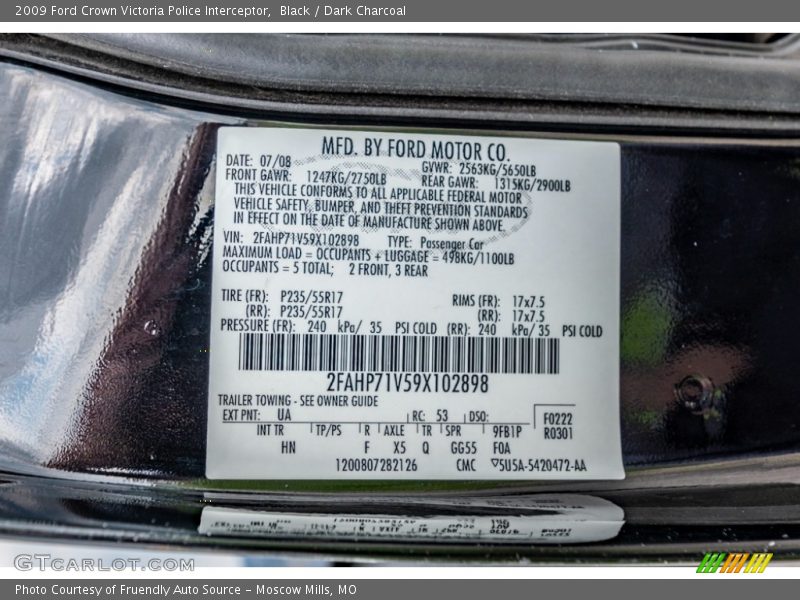 2009 Ford Crown Victoria Police Interceptor, Black / Dark Charcoal
MFD. BY FORD MOTOR CO.
DATE: 07/08 GVWR: 2563KG/5650LB
FRONT GAWR: 1247KG/2750LB REAR GAWR: 1315KG/2900LB
THIS VEHICLE CONFORMS TO ALL APPLICABLE FEDERAL MOTOR
VEHICLE SAFETY, BUMPER, AND THEFT PREVENTION STANDARDS
IN EFFECT ON THE DATE OF MANUFACTURE SHOWN ABOVE.
VIN: 2FAHP71V59X102898 TYPE: Passenger Car
MAXIMUM LOAD = OCCUPANTS + LUGGAGE = 498KG/1100LB
OCCUPANTS = 5 TOTAL; 2 FRONT, 3 REAR
TIRE (FR): P235/55R17 RIMS (FR): 17x7.5
(RR): P235/55R17 (RR): 17x7.5
PRESSURE (FR): 240 kPa/ 35 PSI COLD (RR): 240 kPa/ 35 PSI COLD
2FAHP71V59X102898
TRAILER TOWING - SEE OWNER GUIDE
EXT PNT: UA RC: 53 DSO: F0222
INT TR TP/PS R AXLE TR SPR 9FB1P R0301
HN F X5 Q GG55 F0A
1200807282126 CMC ▽5U5A-5420472-AA
GTCarLot.com
Photo Courtesy of Fruendly Auto Source – Moscow Mills, MO